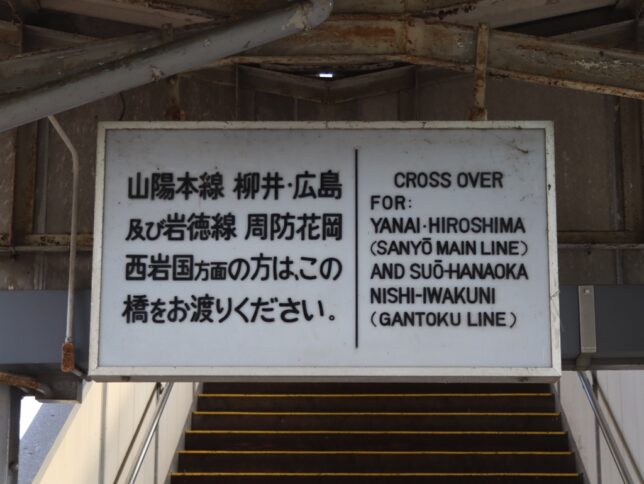 山陽本線 柳井・広島
及び岩徳線 周防花岡
西岩国方面の方は、この
橋をお渡りください。
CROSS OVER
FOR:
YANAI·HIROSHIMA
(SANYŌ MAIN LINE)
AND SUŌ-HANAOKA
NISHI-IWAKUNI
(GANTOKU LINE)